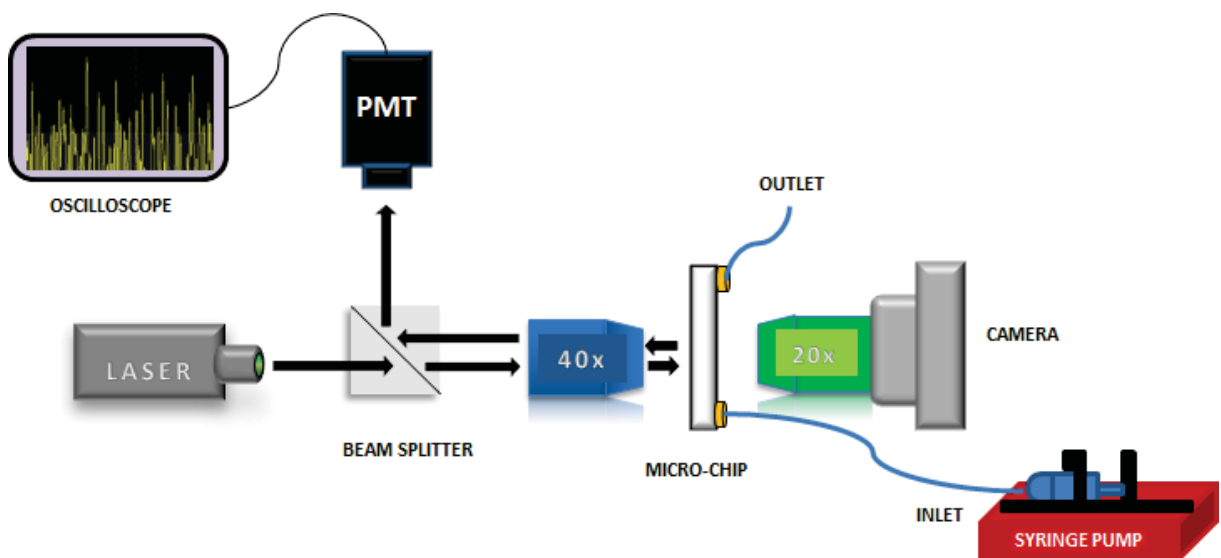 PMT
OSCILLOSCOPE
OUTLET
LASER
40x
20x
CAMERA
BEAM SPLITTER
MICRO-CHIP
INLET
SYRINGE PUMP